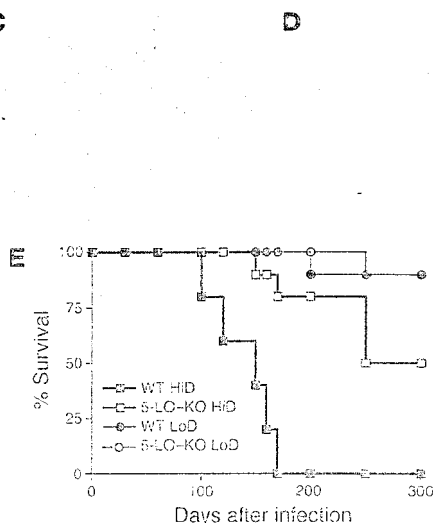 C
D
E
100
75
50
25
0
% Survival
WT HiD
5-LO-KO HiD
WT LoD
5-LO-KO LoD
0
100
200
300
Days after infection